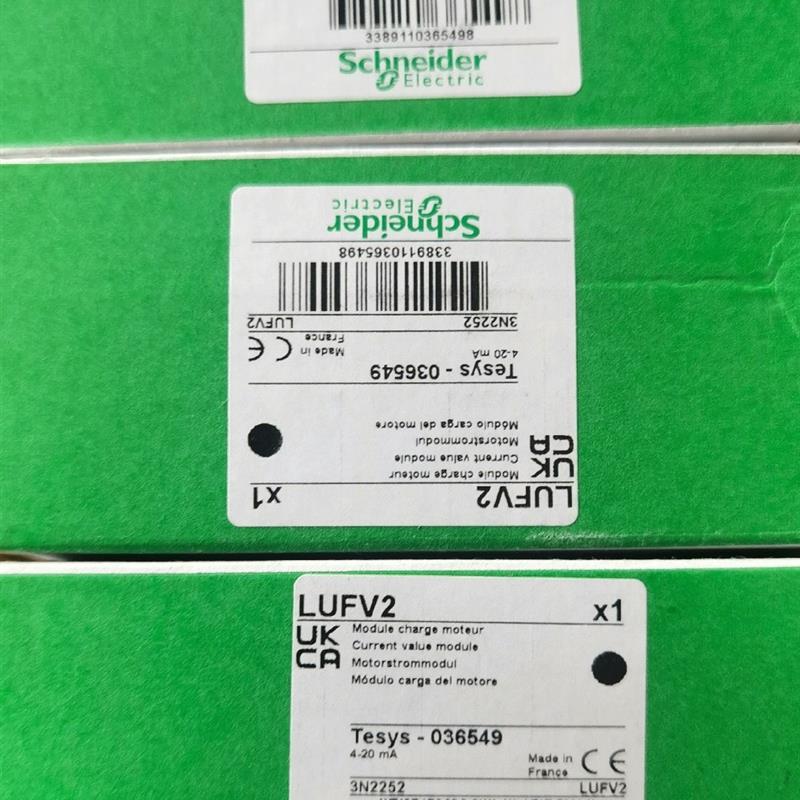 3389110365498
Schneider
Electric
LUFV2 x1
UK
CA
Module charge moteur
Current value module
Motorstrommodul
Módulo carga del motore
Tesys - 036549
4-20 mA
Made in
France
CE
3N2252 LUFV2
3389110365498
Schneider
Electric
LUFV2 x1
UK
CA
Module charge moteur
Current value module
Motorstrommodul
Módulo carga del motore
Tesys - 036549
4-20 mA
Made in
France
CE
3N2252 LUFV2